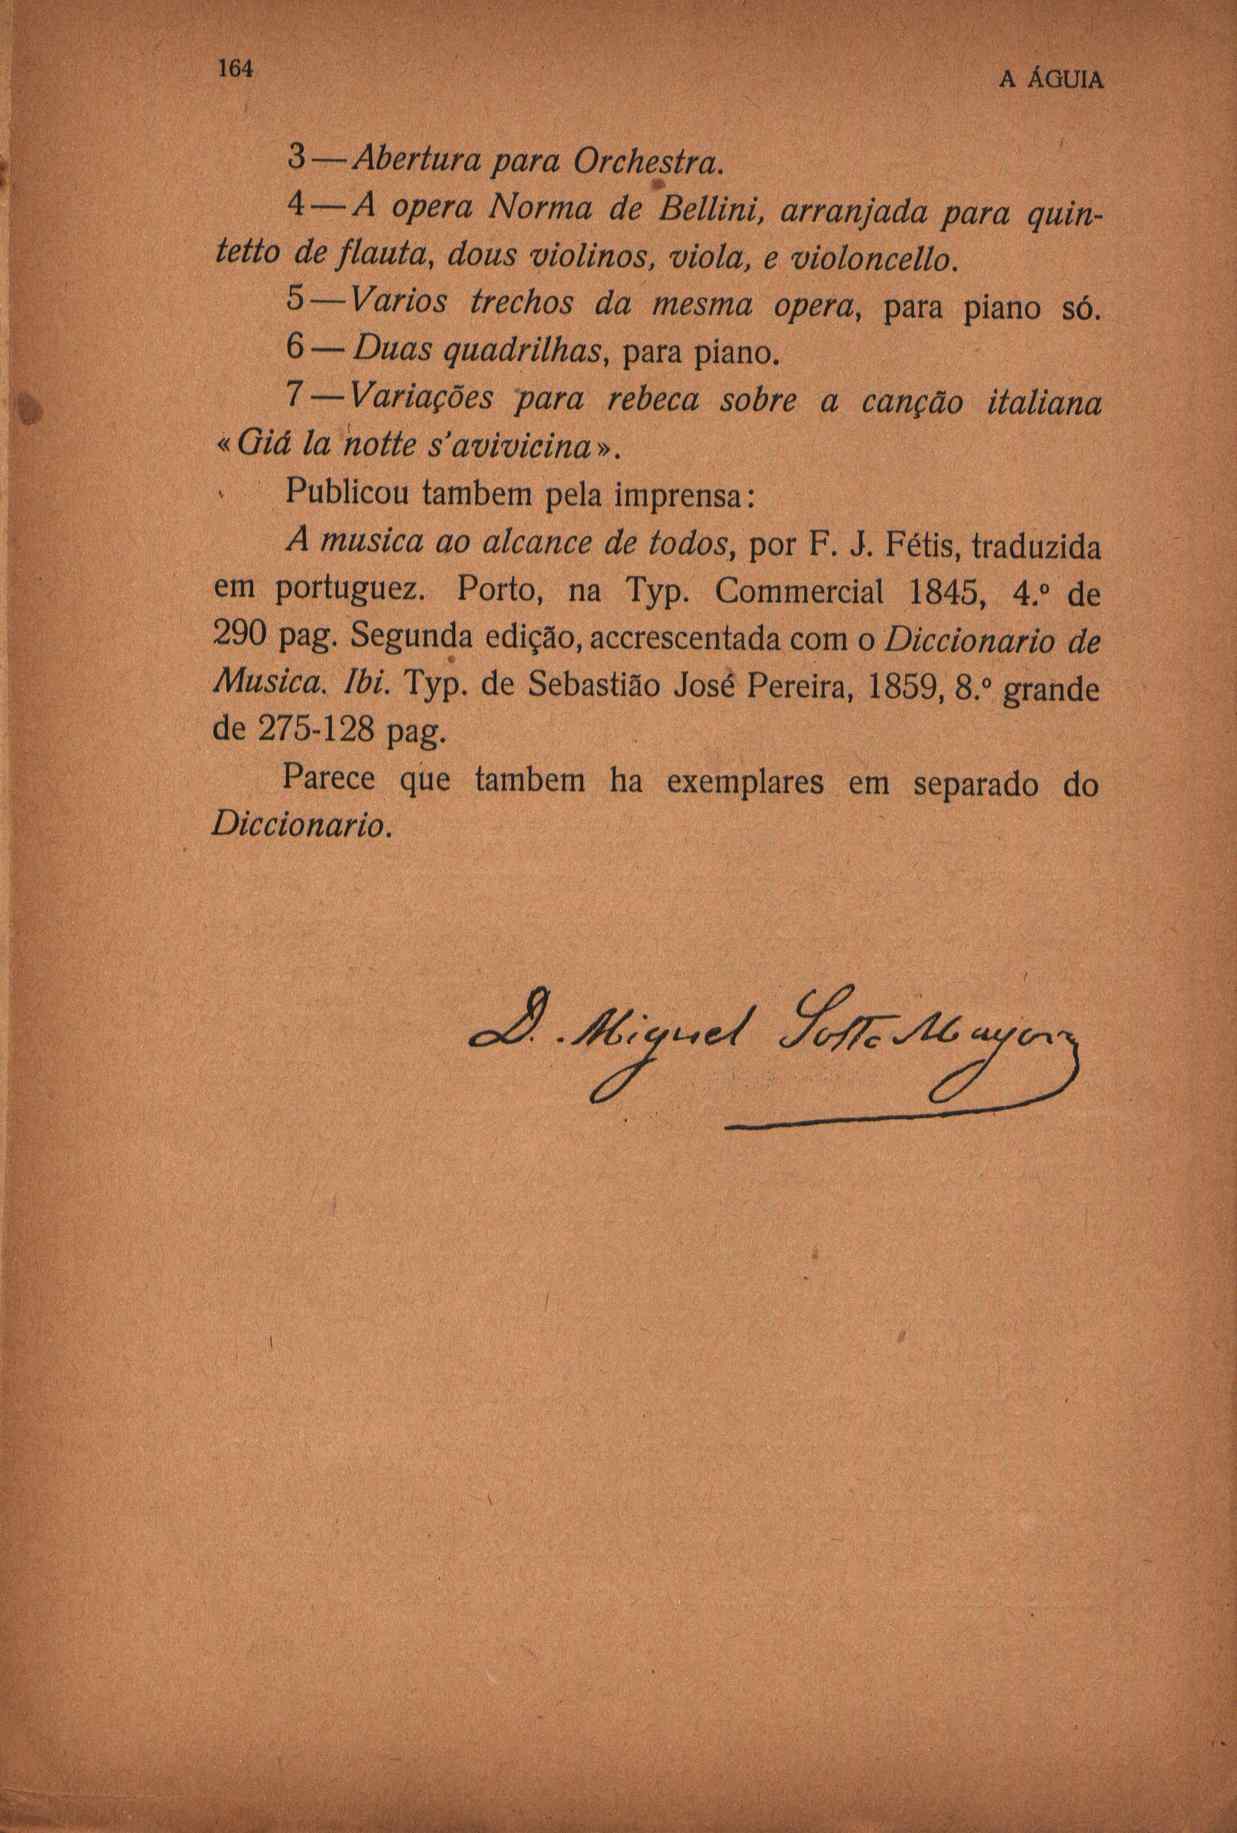 164
A ÁGUIA
3—Abertura para Orchestra.
4—A opera Norma de Bellini, arranjada para quin-
tetto de flauta, dous violinos, viola, e violoncello.
5—Varios trechos da mesma opera, para piano só.
6—Duas quadrilhas, para piano.
7—Variações para rebeca sobre a canção italiana
«Giá la notte s'avivicina».
Publicou tambem pela imprensa:
A musica ao alcance de todos, por F. J. Fétis, traduzida
em portuguez. Porto, na Typ. Commercial 1845, 4.º de
290 pag. Segunda edição, accrescentada com o Diccionario de
Musica. Ibi. Typ. de Sebastião José Pereira, 1859, 8.º grande
de 275-128 pag.
Parece que tambem ha exemplares em separado do
Diccionario.
D. Miguel Sotto Mayor